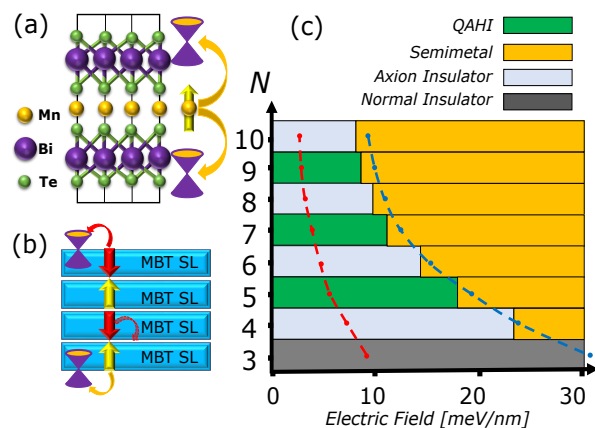 (a)
Mn
Bi
Te
(b)
MBT SL
MBT SL
MBT SL
MBT SL
(c)
QAHI
Semimetal
Axion Insulator
Normal Insulator
N
10
9
8
7
6
5
4
3
0 10 20 30
Electric Field [meV/nm]